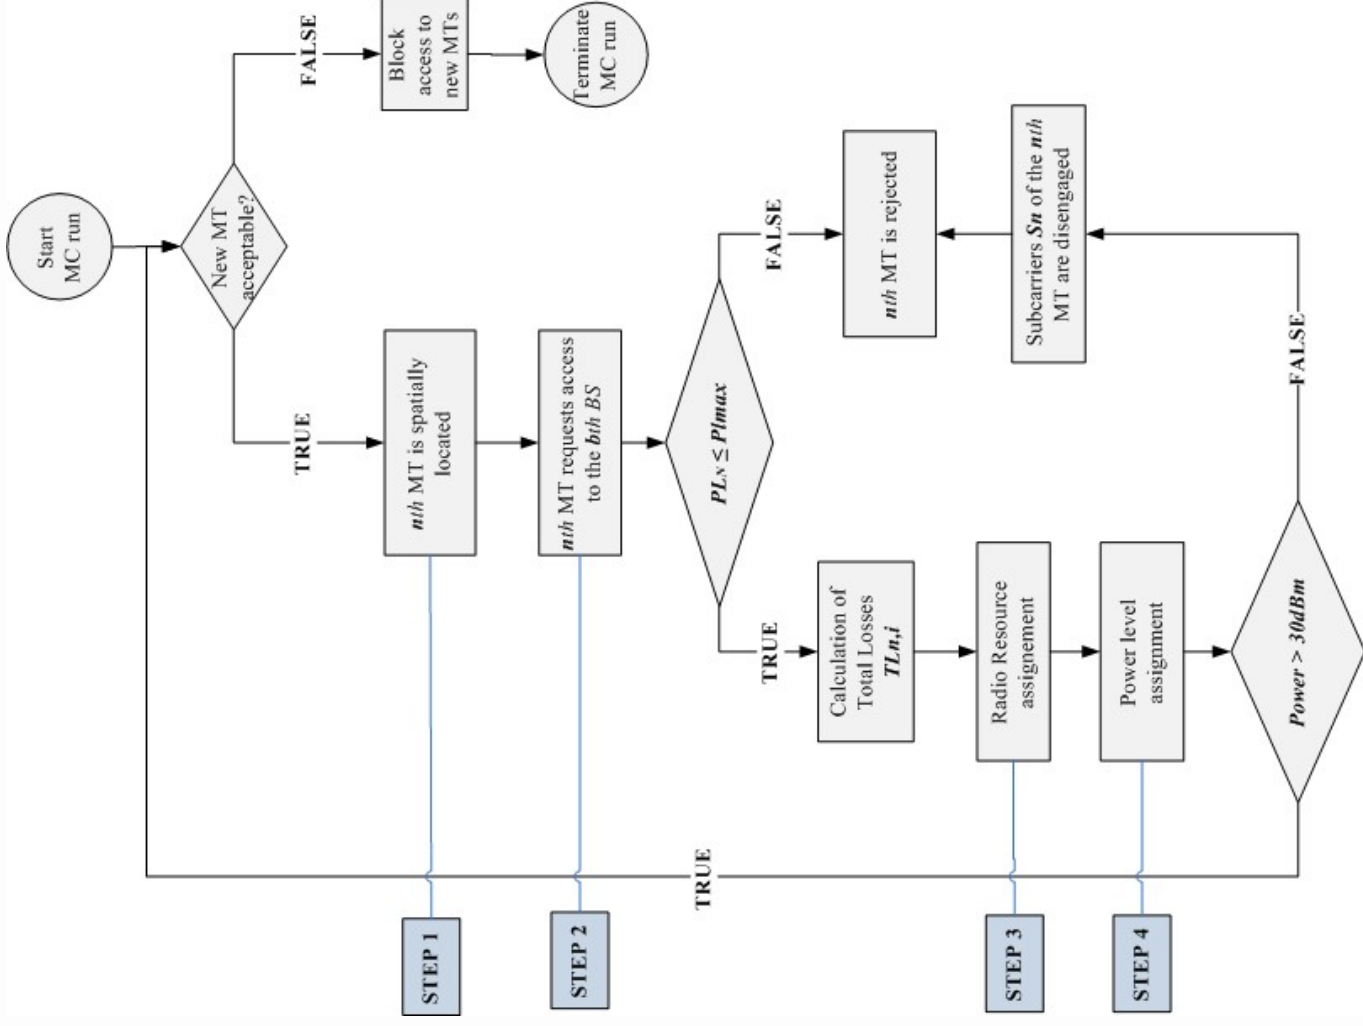 Start
MC run
New MT
acceptable?
FALSE
Block
access to
new MTs
Terminate
MC run
TRUE
nth MT is spatially
located
STEP 1
nth MT requests access
to the bth BS
STEP 2
PLN ≤ Plmax
FALSE
nth MT is rejected
TRUE
Calculation of
Total Losses
TLn,i
Radio Resource
assignement
STEP 3
Subcarriers Sn of the nth
MT are disengaged
Power level
assignment
STEP 4
Power > 30dBm
FALSE
TRUE